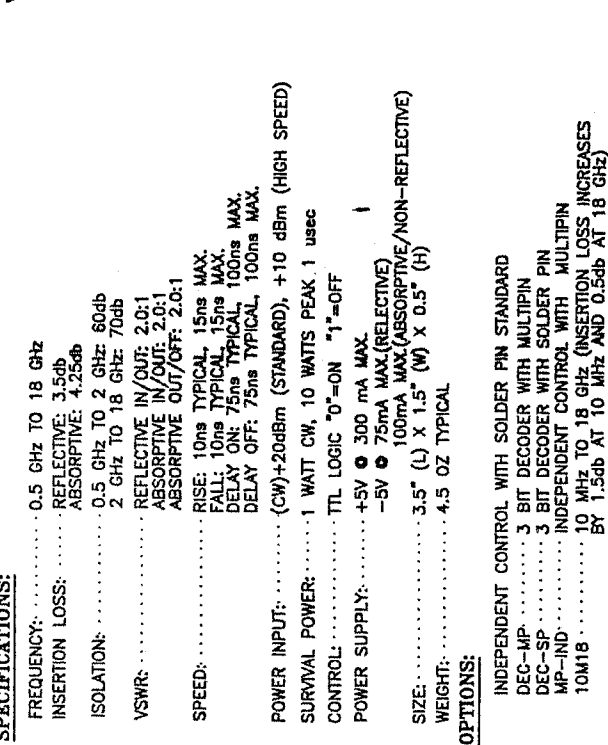 SPECIFICATIONS:
FREQUENCY: ........ 0.5 GHz TO 18 GHz
INSERTION LOSS: ...... REFLECTIVE: 3.5db
ABSORPTIVE: 4.25db
ISOLATION: ............ 0.5 GHz TO 2 GHz: 60db
2 GHz TO 18 GHz: 70db
VSWR: ............ REFLECTIVE IN/OUT: 2.0:1
ABSORPTIVE IN/OUT: 2.0:1
ABSORPTIVE OUT/OFF: 2.0:1
SPEED: ............ RISE: 10ns TYPICAL, 15ns MAX.
FALL: 10ns TYPICAL, 15ns MAX.
DELAY ON: 75ns TYPICAL, 100ns MAX.
DELAY OFF: 75ns TYPICAL, 100ns MAX.
POWER INPUT: ........ (CW)+20dBm (STANDARD), +10 dBm (HIGH SPEED)
SURVIVAL POWER: ..... 1 WATT CW, 10 WATTS PEAK 1 usec
CONTROL: .......... TTL LOGIC "0"=ON "1"=OFF
POWER SUPPLY: ....... +5V @ 300 mA MAX.
-5V @ 75mA MAX.(RELECTIVE)
100mA MAX.(ABSORPTIVE/NON-REFLECTIVE)
SIZE: ............ 3.5" (L) X 1.5" (W) X 0.5" (H)
WEIGHT: .......... 4.5 OZ TYPICAL
OPTIONS:
INDEPENDENT CONTROL WITH SOLDER PIN STANDARD
DEC-MP ........ 3 BIT DECODER WITH MULTIPIN
DEC-SP ........ 3 BIT DECODER WITH SOLDER PIN
MP-IND ........ INDEPENDENT CONTROL WITH MULTIPIN
10M18 ......... 10 MHz TO 18 GHz (INSERTION LOSS INCREASES
BY 1.5db AT 10 MHz AND 0.5db AT 18 GHz)